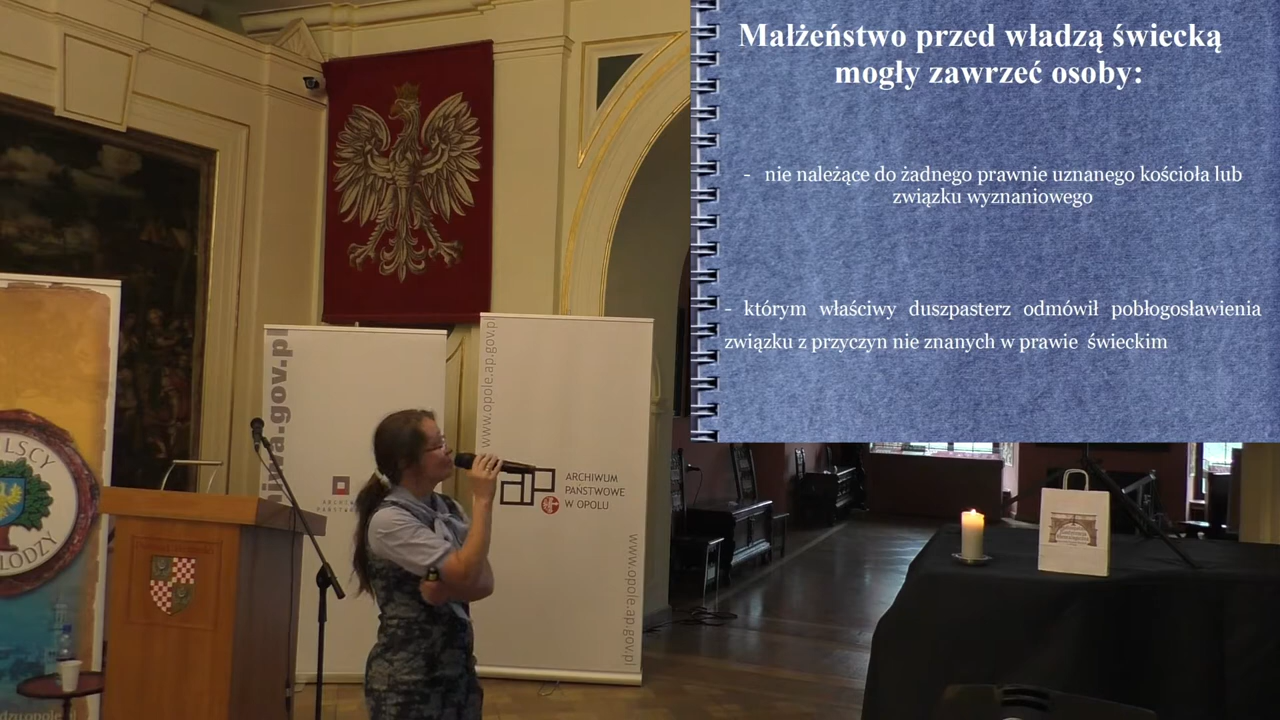 Małżeństwo przed władzą świecką
mogły zawrzeć osoby:
- nie należące do żadnego prawnie uznanego kościoła lub
związku wyznaniowego
- którym właściwy duszpasterz odmówił pobłogosławienia
związku z przyczyn nie znanych w prawie świeckim
www.opole.ap.gov.pl
ARCHIWUM
PAŃSTWOWE
W OPOLU
www.opole.ap.gov.pl